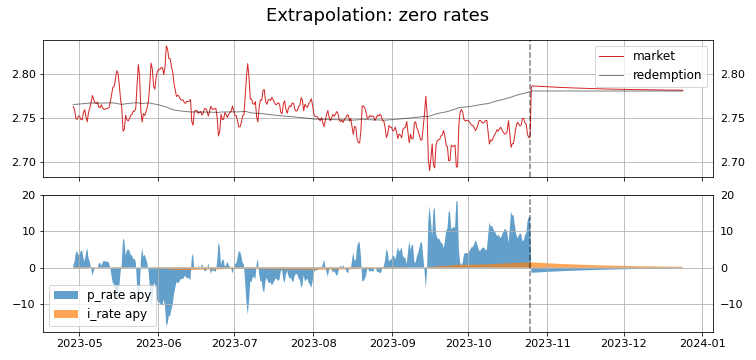 Extrapolation: zero rates
market
redemption
2.80 2.80
2.75 2.75
2.70 2.70
20 20
10 10
0 0
−10 −10
p_rate apy
i_rate apy
2023-05 2023-06 2023-07 2023-08 2023-09 2023-10 2023-11 2023-12 2024-01